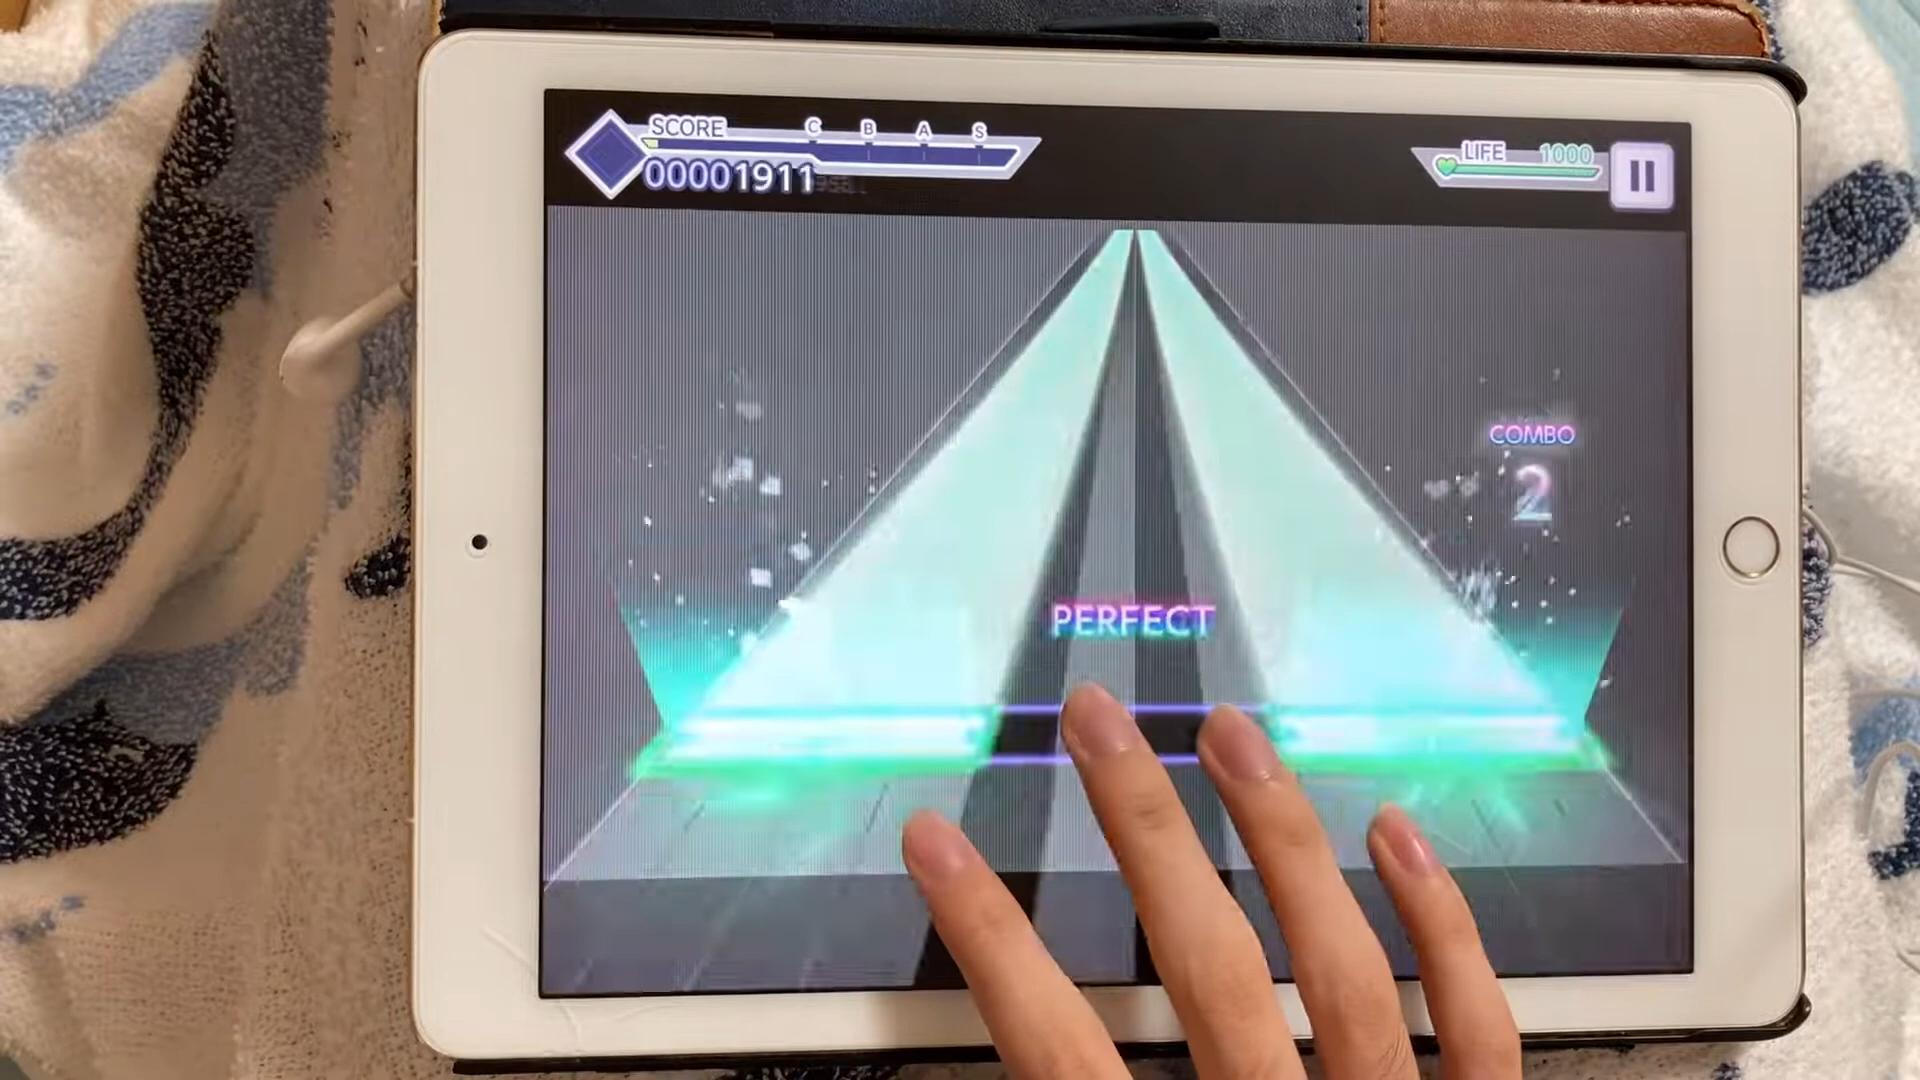 SCORE C B A S
00001911
LIFE 1000
COMBO
2
PERFECT